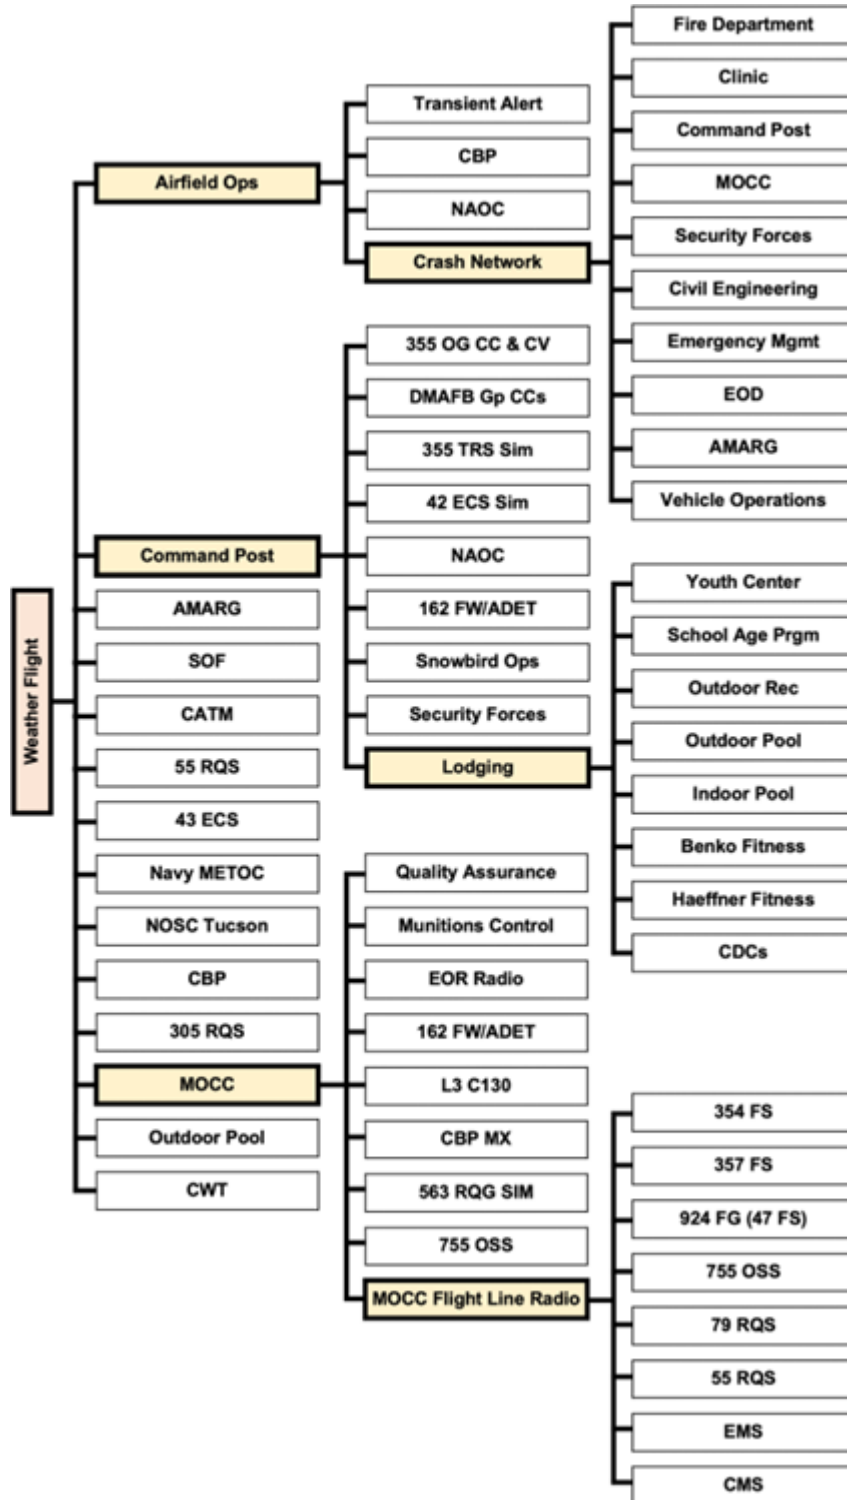 Weather Flight
Airfield Ops
Command Post
AMARG
SOF
CATM
55 RQS
43 ECS
Navy METOC
NOSC Tucson
CBP
305 RQS
MOCC
Outdoor Pool
CWT
Transient Alert
CBP
NAOC
Crash Network
355 OG CC & CV
DMAFB Gp CCs
355 TRS Sim
42 ECS Sim
NAOC
162 FW/ADET
Snowbird Ops
Security Forces
Lodging
Quality Assurance
Munitions Control
EOR Radio
162 FW/ADET
L3 C130
CBP MX
563 RQG SIM
755 OSS
MOCC Flight Line Radio
Fire Department
Clinic
Command Post
MOCC
Security Forces
Civil Engineering
Emergency Mgmt
EOD
AMARG
Vehicle Operations
Youth Center
School Age Prgm
Outdoor Rec
Outdoor Pool
Indoor Pool
Benko Fitness
Haeffner Fitness
CDCs
354 FS
357 FS
924 FG (47 FS)
755 OSS
79 RQS
55 RQS
EMS
CMS